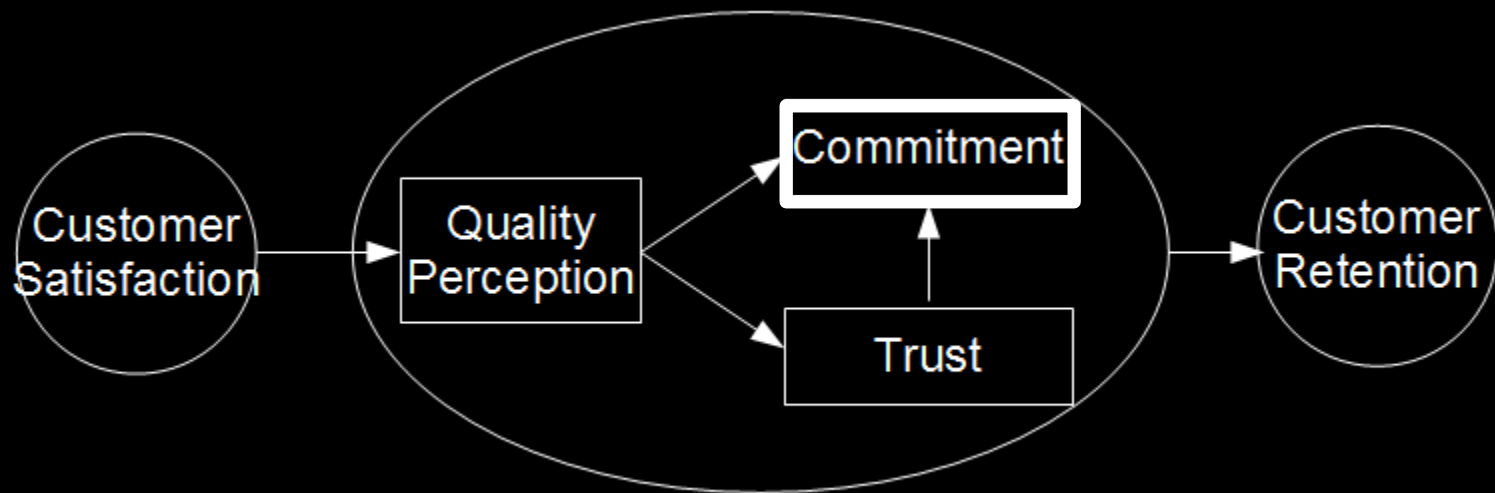 Customer
Satisfaction
Quality
Perception
Commitment
Trust
Customer
Retention